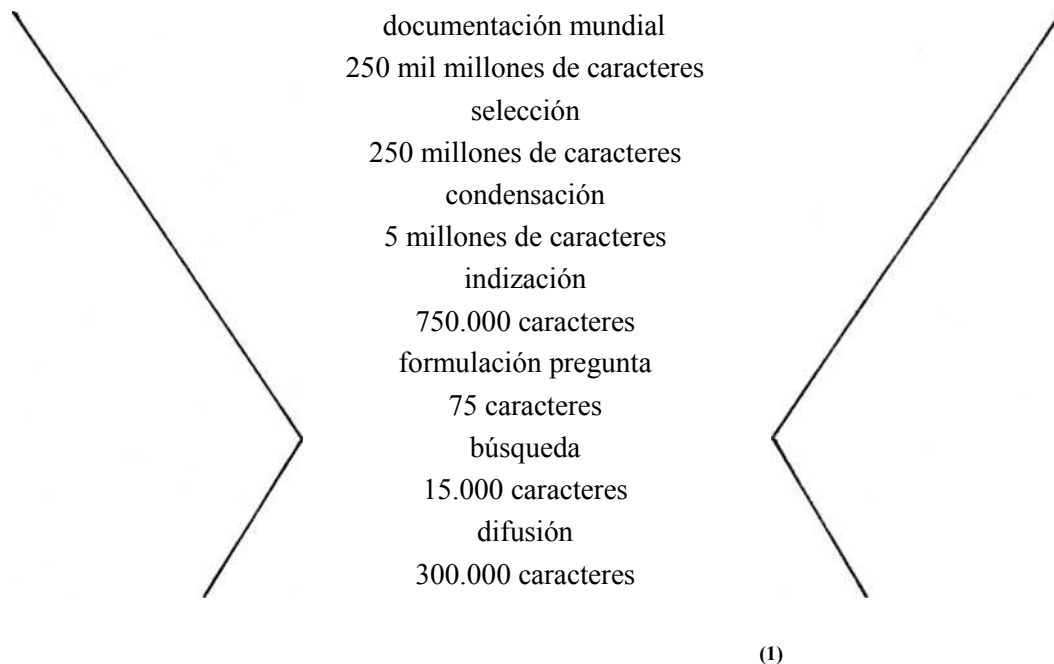 documentación mundial
250 mil millones de caracteres
selección
250 millones de caracteres
condensación
5 millones de caracteres
indización
750.000 caracteres
formulación pregunta
75 caracteres
búsqueda
15.000 caracteres
difusión
300.000 caracteres
(1)